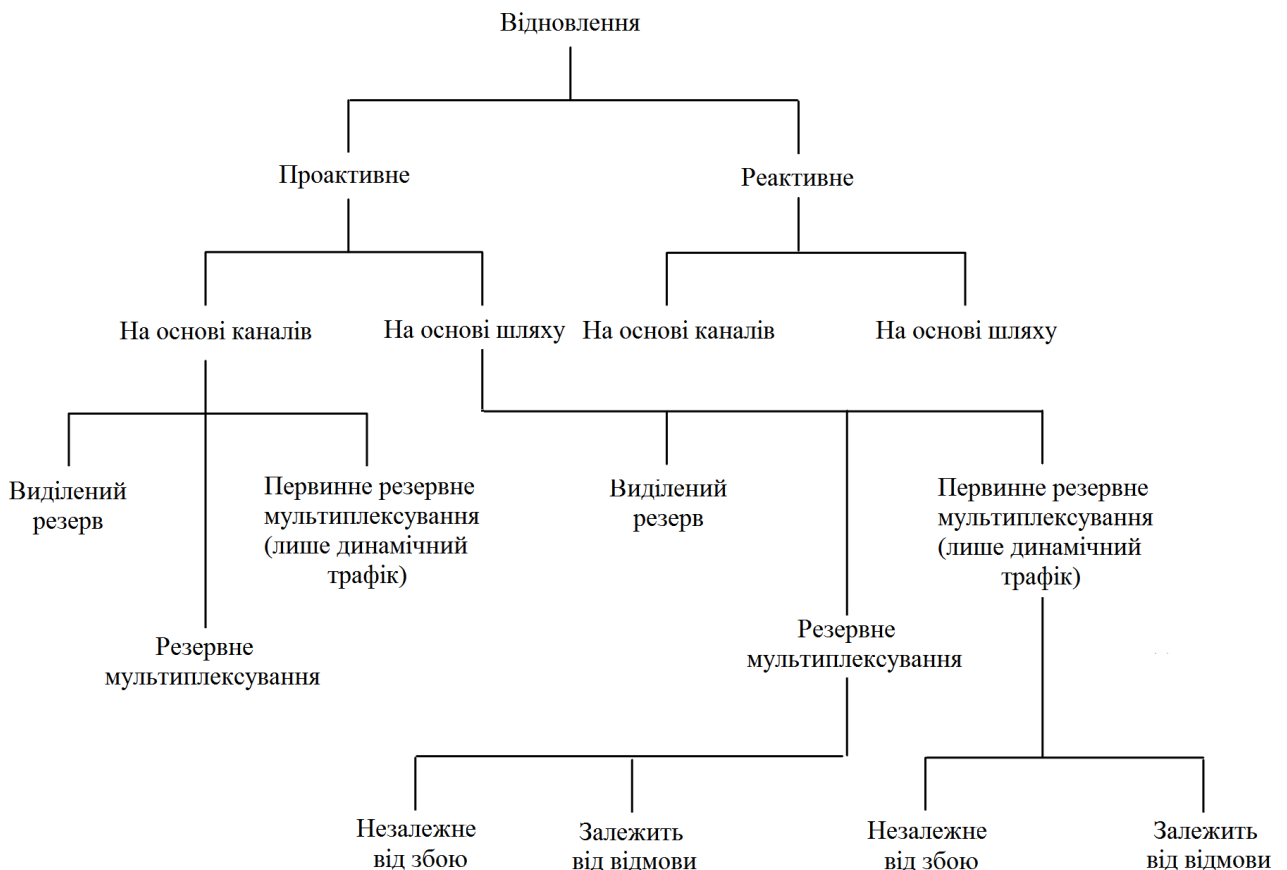 Відновлення
Проактивне
Реактивне
На основі каналів
На основі шляху
На основі каналів
На основі шляху
Виділений
резерв
Первинне резервне
мультиплексування
(лише динамічний
трафік)
Виділений
резерв
Первинне резервне
мультиплексування
(лише динамічний
трафік)
Резервне
мультиплексування
Резервне
мультиплексування
Незалежне
від збою
Залежить
від відмови
Незалежне
від збою
Залежить
від відмови